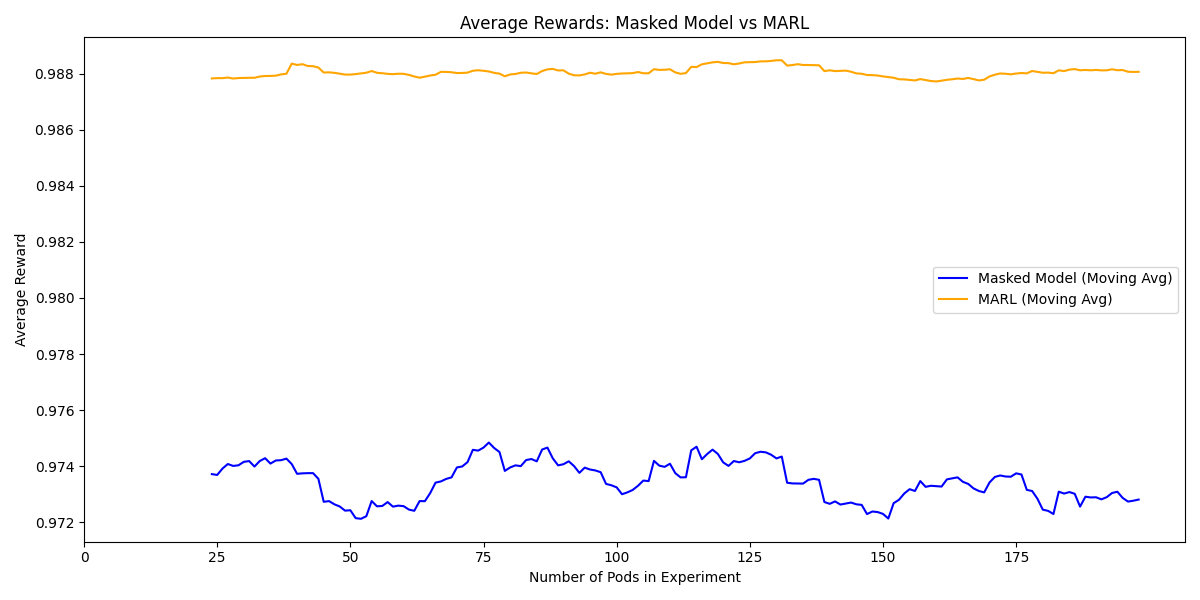 Average Rewards: Masked Model vs MARL
Average Reward
0.988
0.986
0.984
0.982
0.980
0.978
0.976
0.974
0.972
Masked Model (Moving Avg)
MARL (Moving Avg)
0 25 50 75 100 125 150 175
Number of Pods in Experiment